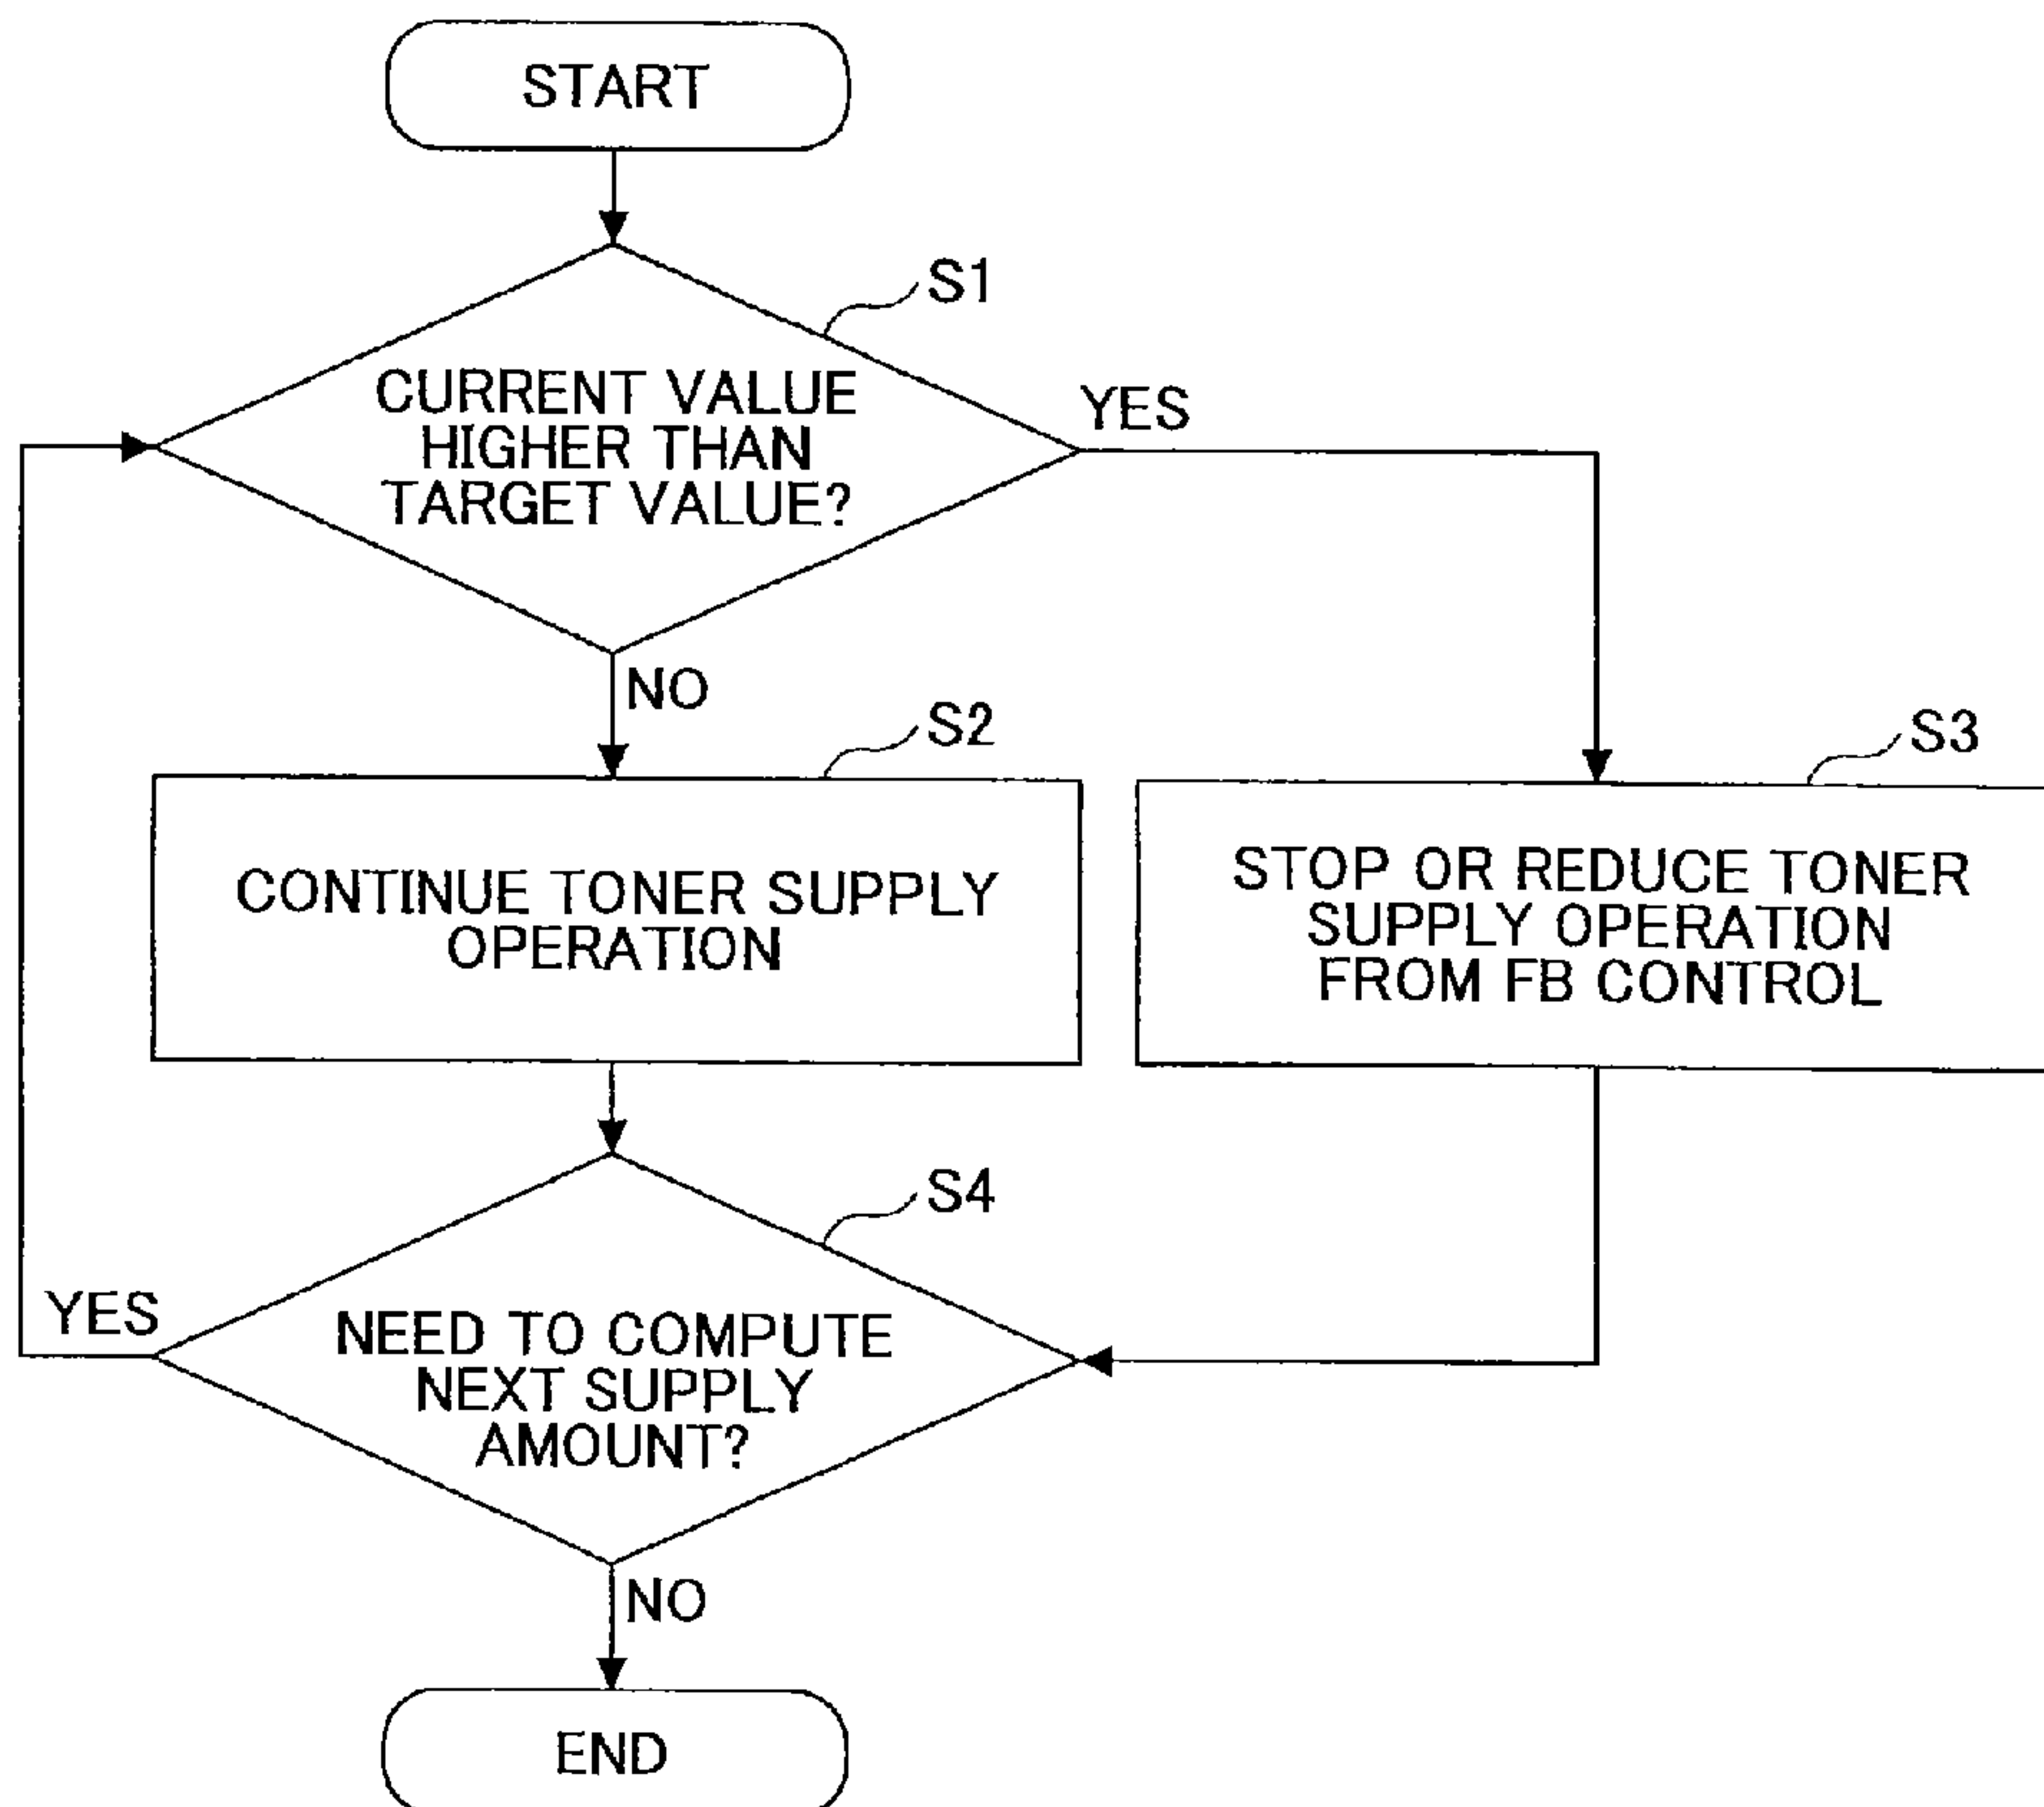 START
S1
CURRENT VALUE
HIGHER THAN
TARGET VALUE?
YES
NO
S2
CONTINUE TONER SUPPLY
OPERATION
S3
STOP OR REDUCE TONER
SUPPLY OPERATION
FROM FB CONTROL
S4
NEED TO COMPUTE
NEXT SUPPLY
AMOUNT?
YES
NO
END